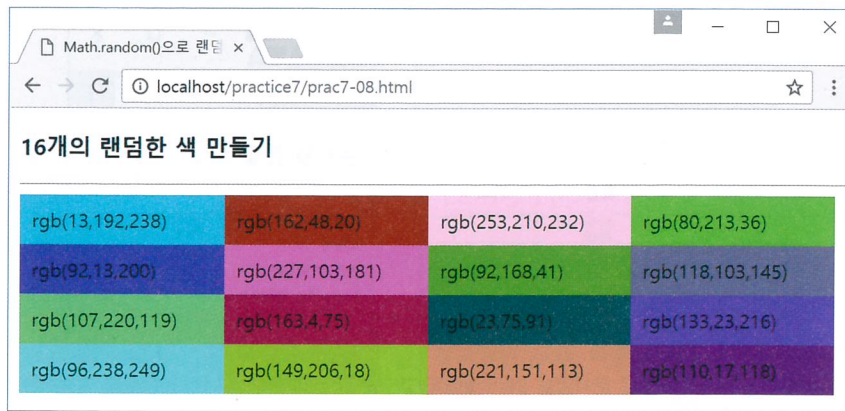 Math.random()으로 랜덤
localhost/practice7/prac7-08.html
16개의 랜덤한 색 만들기
rgb(13,192,238) rgb(162,48,20) rgb(253,210,232) rgb(80,213,36)
rgb(92,13,200) rgb(227,103,181) rgb(92,168,41) rgb(118,103,145)
rgb(107,220,119) rgb(163,4,75) rgb(23,75,91) rgb(133,23,216)
rgb(96,238,249) rgb(149,206,18) rgb(221,151,113) rgb(110,17,118)